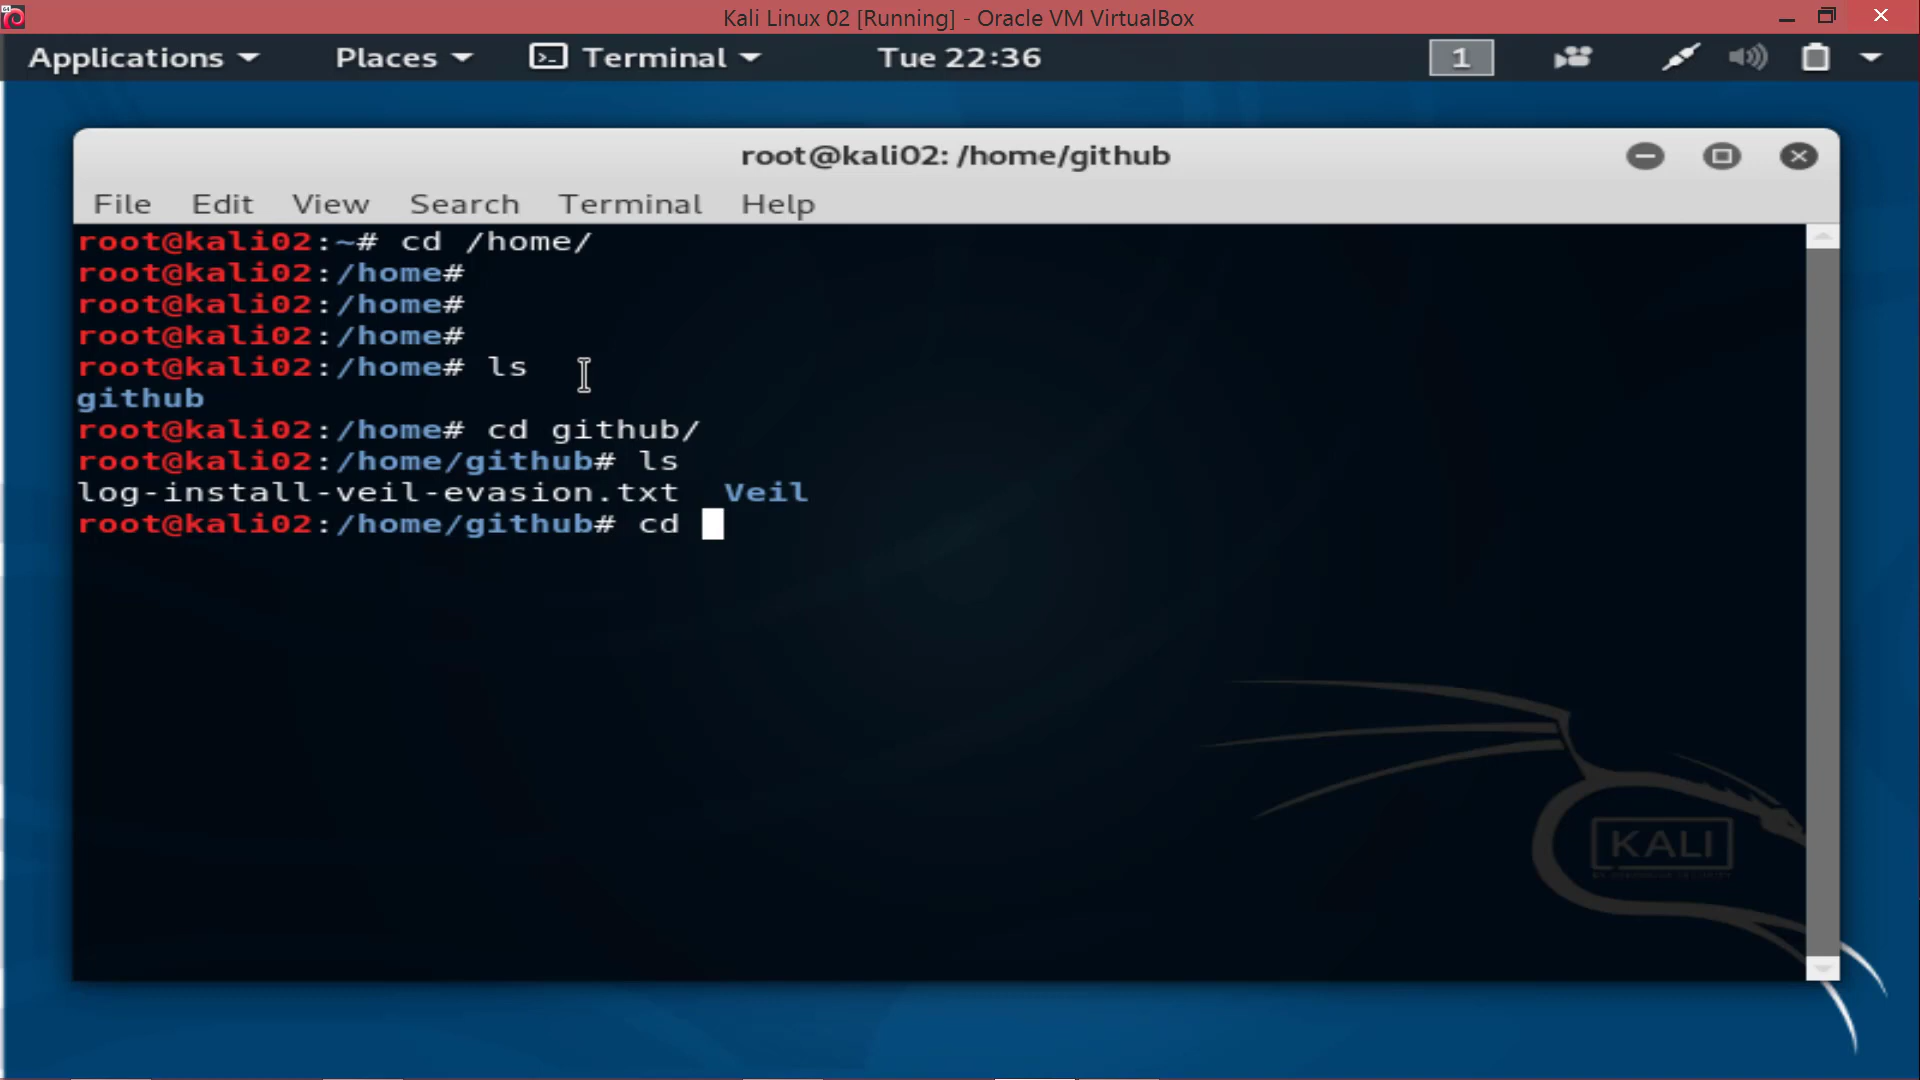 Kali Linux 02 [Running] - Oracle VM VirtualBox
Applications Places Terminal Tue 22:36 1
root@kali02: /home/github
File Edit View Search Terminal Help
root@kali02:~# cd /home/
root@kali02:/home#
root@kali02:/home#
root@kali02:/home#
root@kali02:/home# ls
github
root@kali02:/home# cd github/
root@kali02:/home/github# ls
log-install-veil-evasion.txt Veil
root@kali02:/home/github# cd
KALI